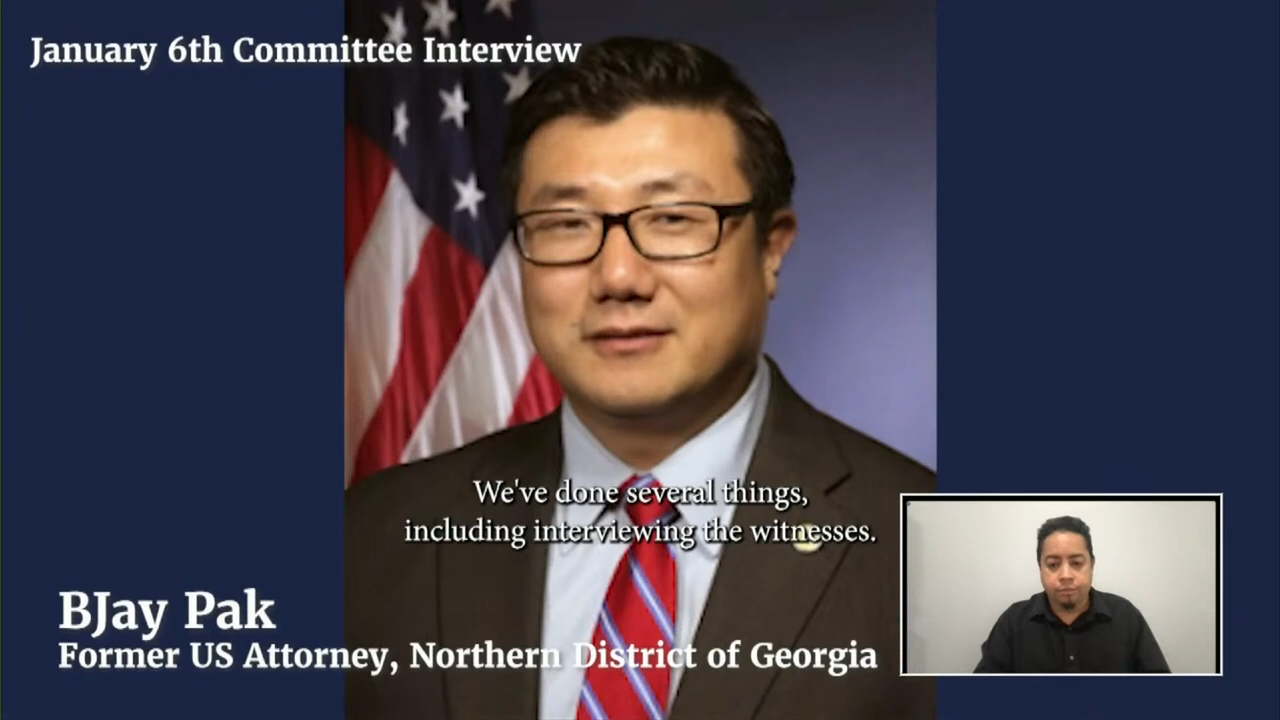 January 6th Committee Interview
We've done several things,
including interviewing the witnesses.
BJay Pak
Former US Attorney, Northern District of Georgia